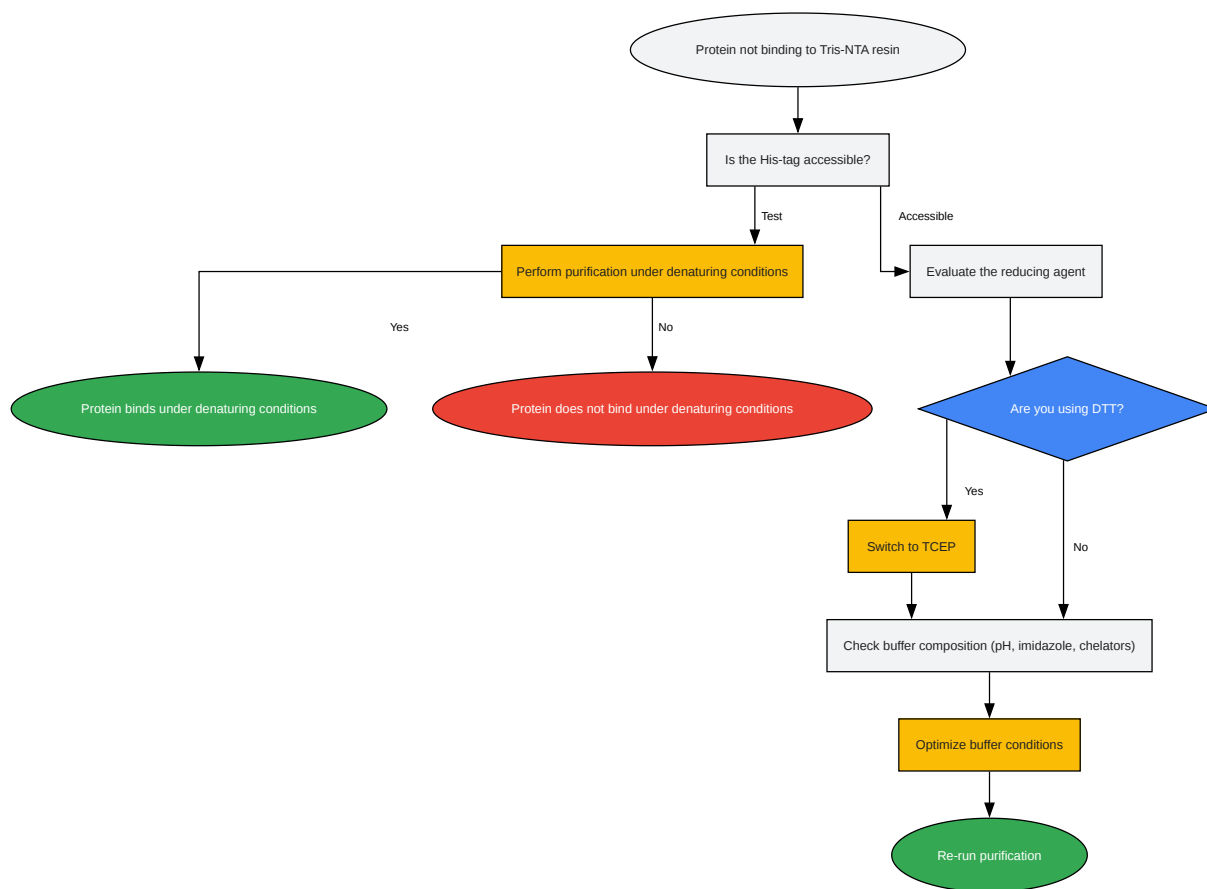 Protein not binding to Tris-NTA resin
Is the His-tag accessible?
Test
Accessible
Perform purification under denaturing conditions
Evaluate the reducing agent
Yes
No
Protein binds under denaturing conditions
Protein does not bind under denaturing conditions
Are you using DTT?
Yes
Switch to TCEP
No
Check buffer composition (pH, imidazole, chelators)
Optimize buffer conditions
Re-run purification